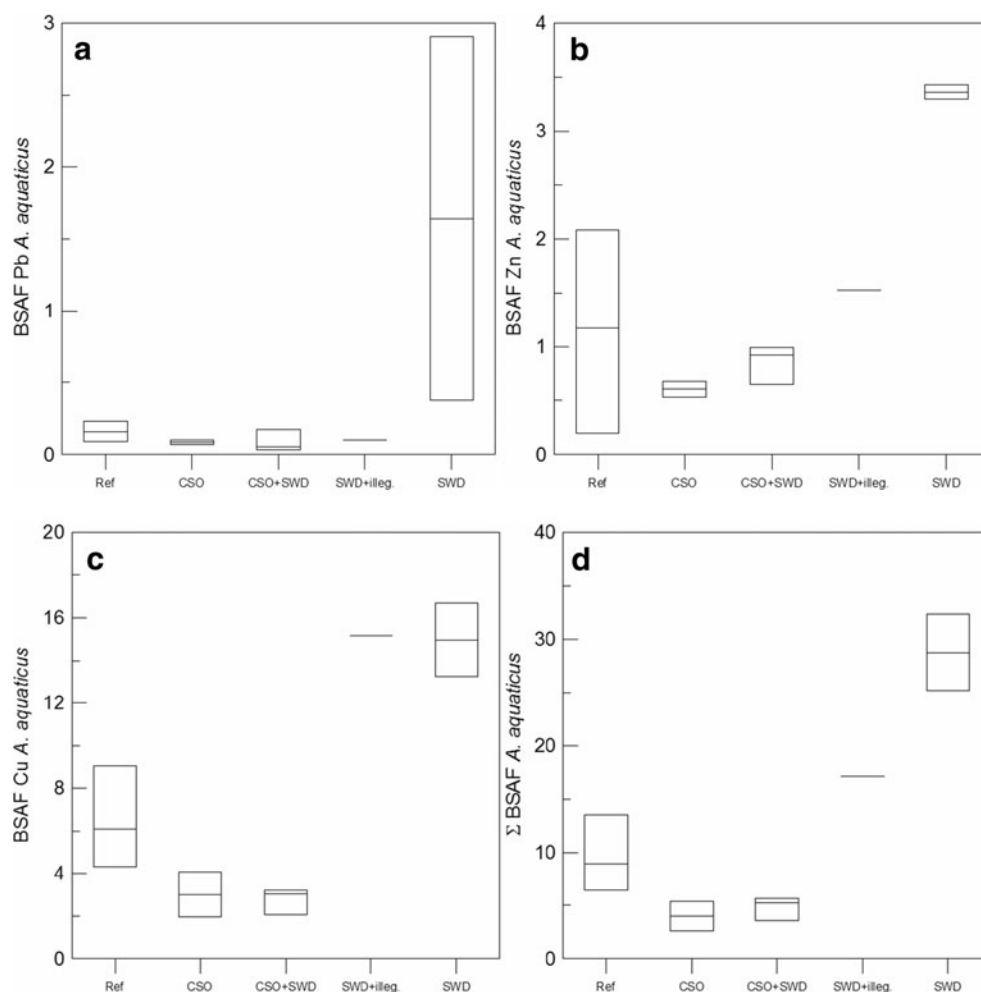 a
BSAF Pb A. aquaticus
3
2
1
0
Ref CSO CSO+SWD SWD+illeg. SWD
b
BSAF Zn A. aquaticus
4
3
2
1
0
Ref CSO CSO+SWD SWD+illeg. SWD
c
BSAF Cu A. aquaticus
20
16
12
8
4
0
Ref CSO CSO+SWD SWD+illeg. SWD
d
Σ BSAF A. aquaticus
40
30
20
10
0
Ref CSO CSO+SWD SWD+illeg. SWD